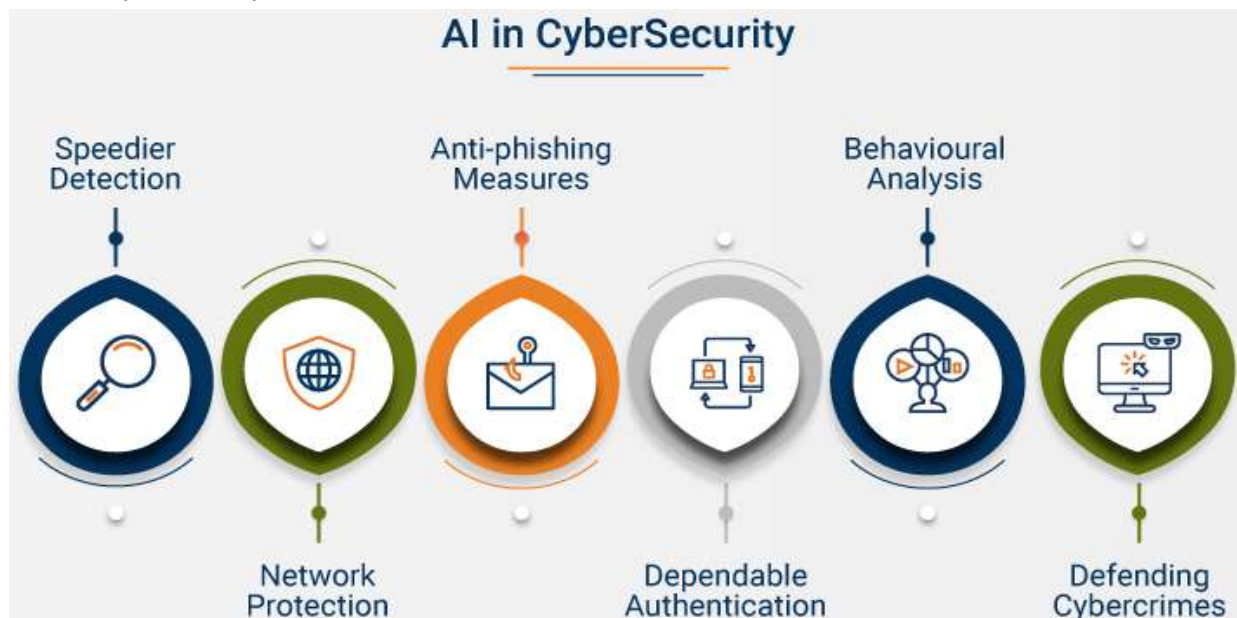 AI in CyberSecurity
Speedier
Detection
Network
Protection
Anti-phishing
Measures
Dependable
Authentication
Behavioural
Analysis
Defending
Cybercrimes